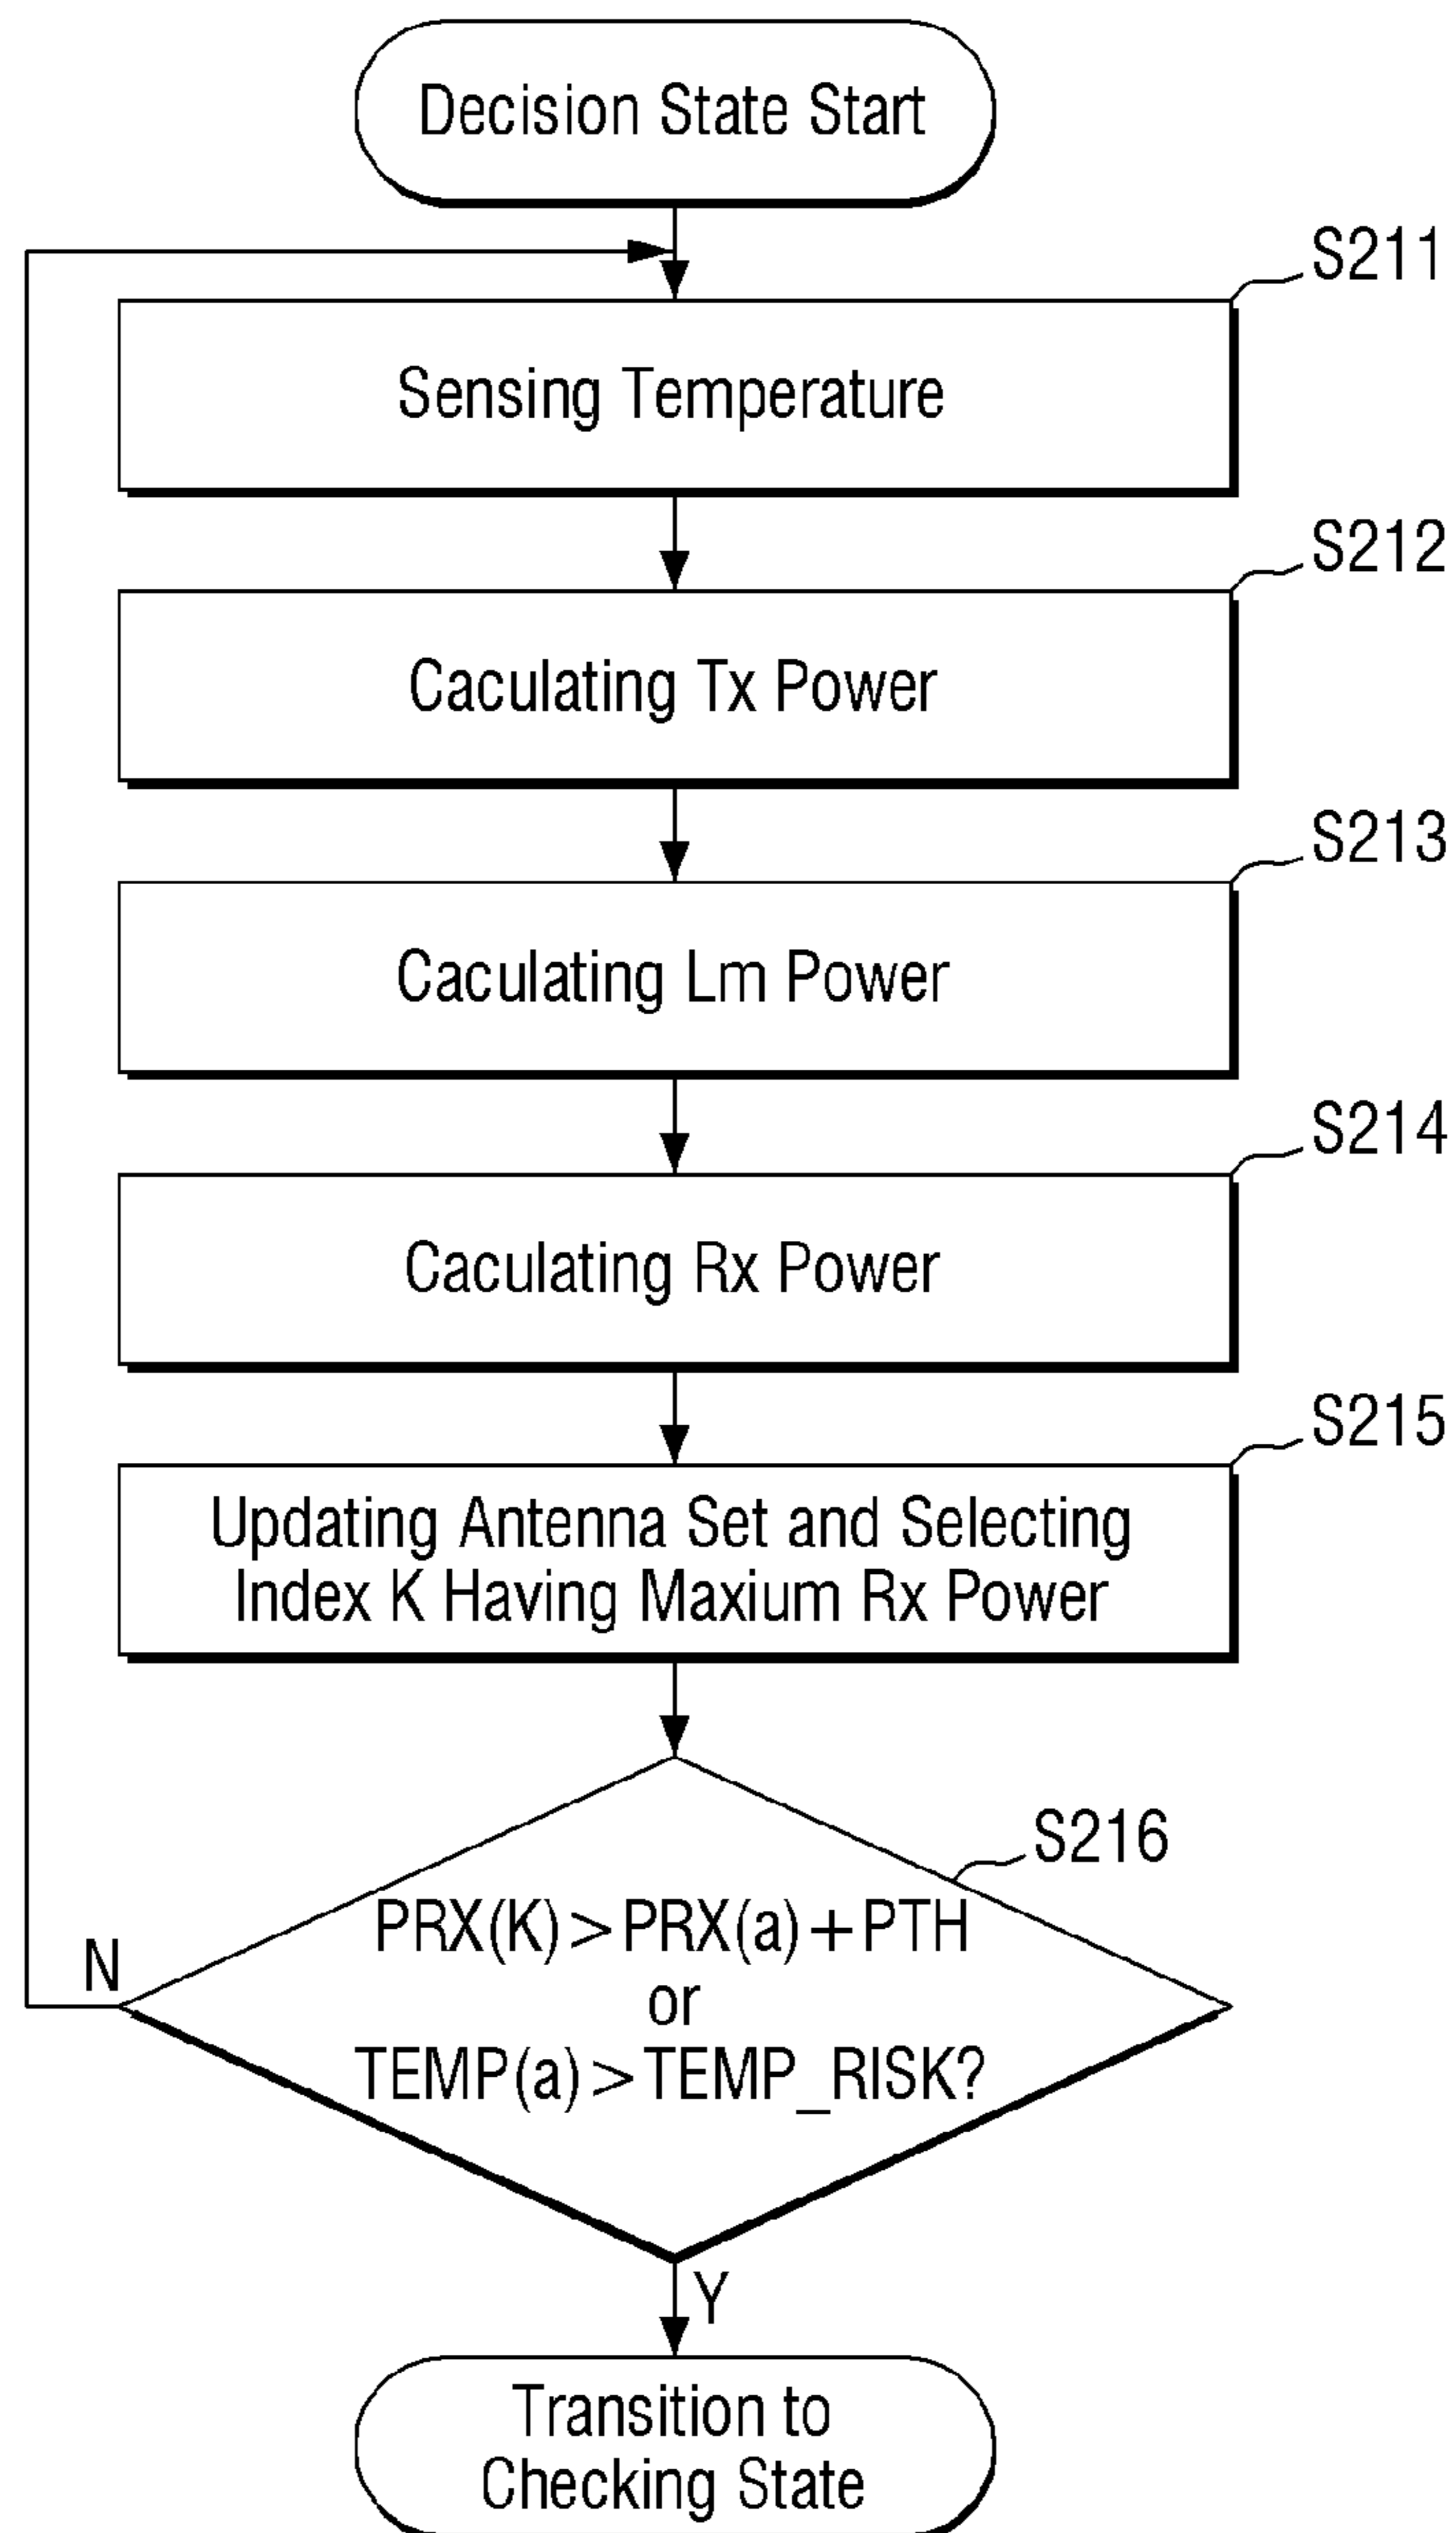 Decision State Start
S211
Sensing Temperature
S212
Caculating Tx Power
S213
Caculating Lm Power
S214
Caculating Rx Power
S215
Updating Antenna Set and Selecting
Index K Having Maxium Rx Power
S216
PRX(K)>PRX(a)+PTH
or
TEMP(a)>TEMP_RISK?
N
Y
Transition to
Checking State